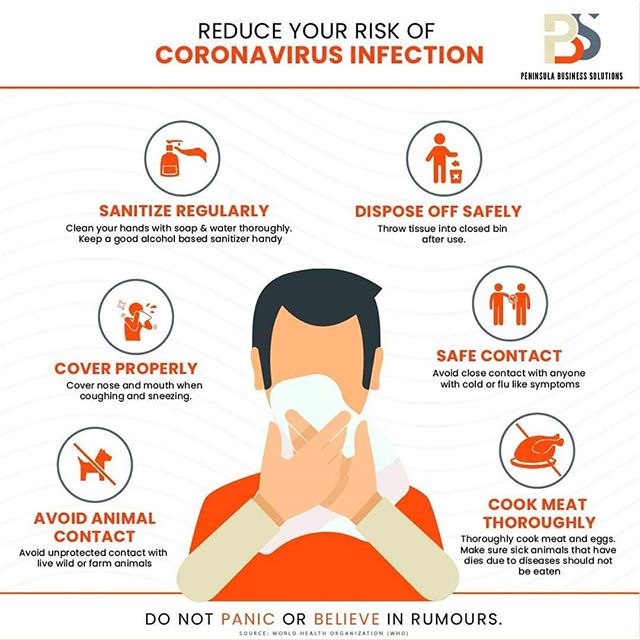 REDUCE YOUR RISK OF
CORONAVIRUS INFECTION
PBS
PENINSULA BUSINESS SOLUTIONS
SANITIZE REGULARLY
Clean your hands with soap & water thoroughly.
Keep a good alcohol based sanitizer handy
DISPOSE OFF SAFELY
Throw tissue into closed bin
after use.
COVER PROPERLY
Cover nose and mouth when
coughing and sneezing.
SAFE CONTACT
Avoid close contact with anyone
with cold or flu like symptoms
AVOID ANIMAL
CONTACT
Avoid unprotected contact with
live wild or farm animals
COOK MEAT
THOROUGHLY
Thoroughly cook meat and eggs.
Make sure sick animals that have
dies due to diseases should not
be eaten
DO NOT PANIC OR BELIEVE IN RUMOURS.
SOURCE: WORLD HEALTH ORGANIZATION (WHO)